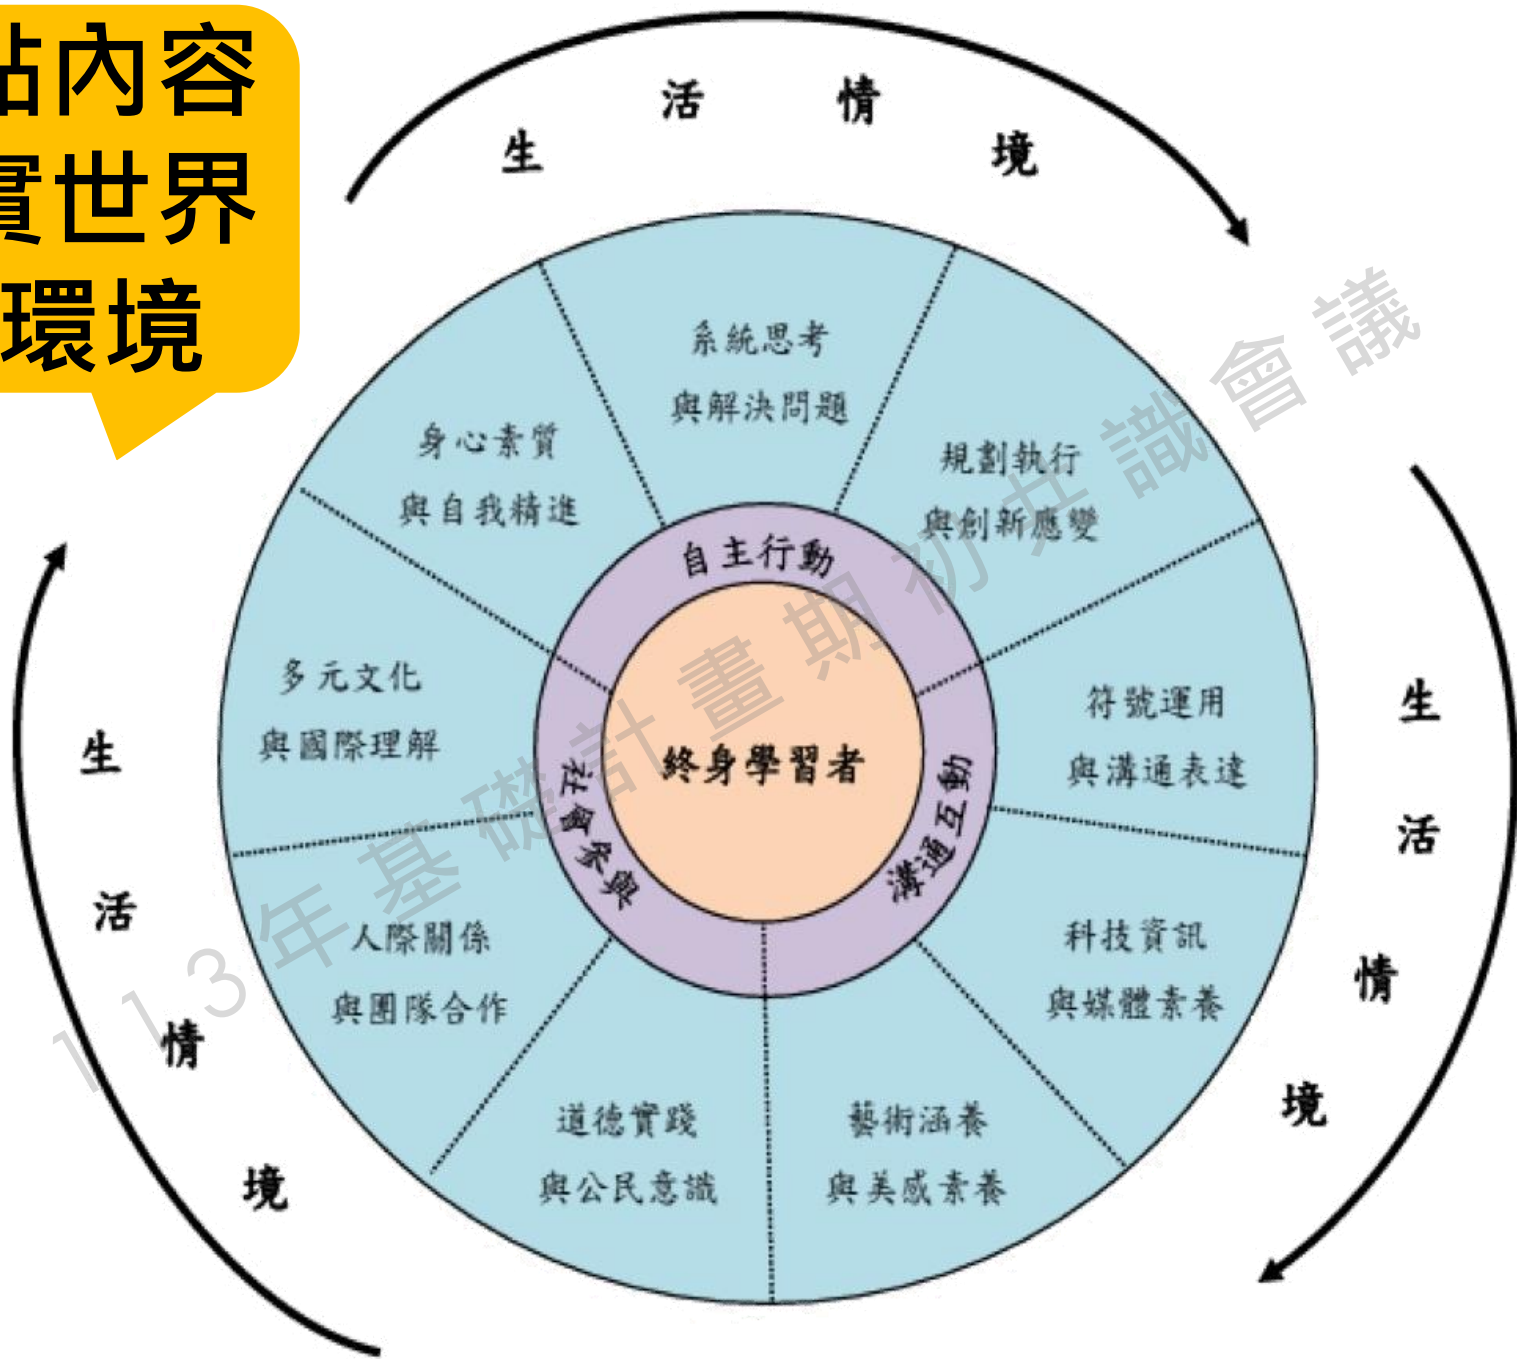 點內容
實世界
環境
生活情境
系統思考
與解決問題
身心素質
與自我精進
規劃執行
與創新應變
自主行動
多元文化
與國際理解
終身學習者
符號運用
與溝通表達
社會參與
溝通互動
人際關係
與團隊合作
科技資訊
與媒體素養
道德實踐
與公民意識
藝術涵養
與美感素養
生活情境
生活情境
113年基礎計畫期初共識會議